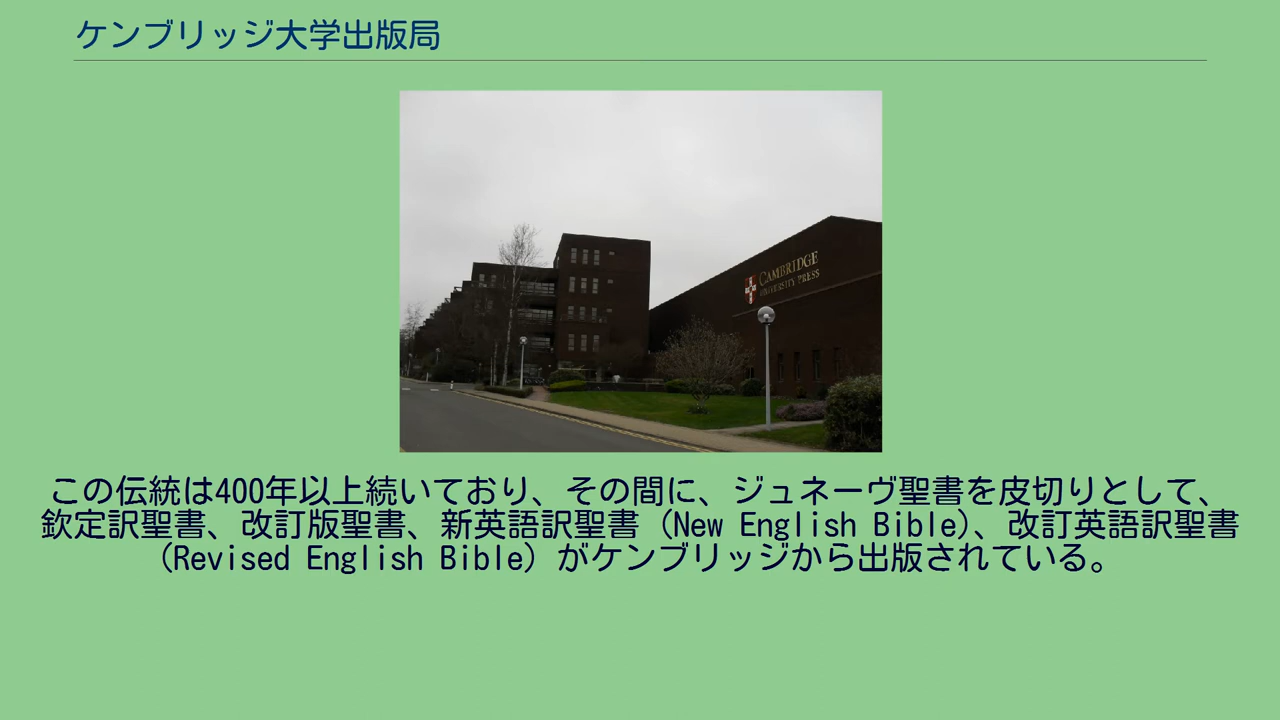 ケンブリッジ大学出版局
CAMBRIDGE
UNIVERSITY PRESS
この伝統は400年以上続いており、その間に、ジュネーヴ聖書を皮切りとして、
欽定訳聖書、改訂版聖書、新英語訳聖書 (New English Bible)、改訂英語訳聖書
(Revised English Bible) がケンブリッジから出版されている。